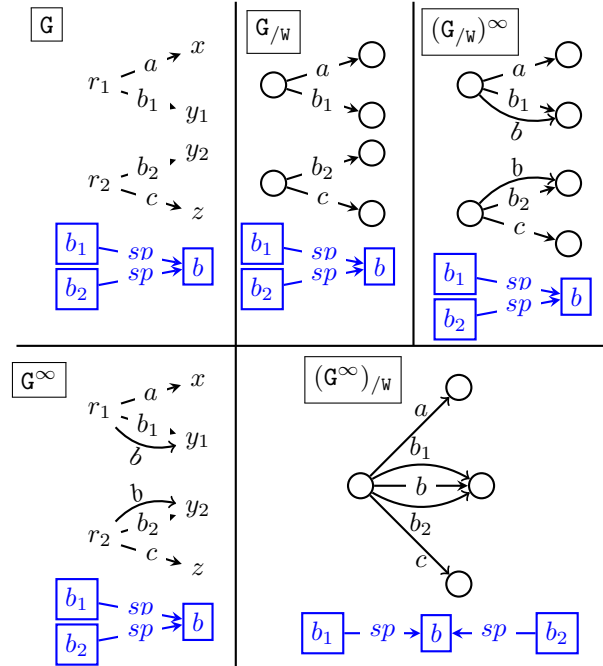 G
r1 a x
b1 y1
r2 b2 y2
c z
b1 sp b
b2 sp
G/W
a
b1
b2
c
b1 sp b
b2 sp
(G/W)∞
a
b1
b
b
b2
c
b1 sp b
b2 sp
G∞
r1 a x
b1 y1
b
b y2
r2 b2
c z
b1 sp b
b2 sp
(G∞)/W
a
b1
b
b2
c
b1 sp b sp b2